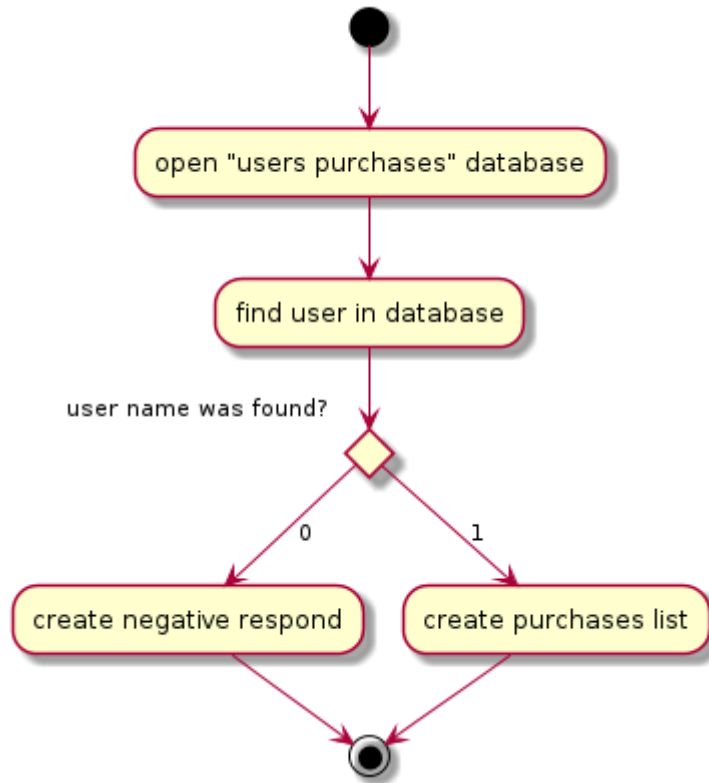 open "users purchases" database
find user in database
user name was found?
0
1
create negative respond
create purchases list